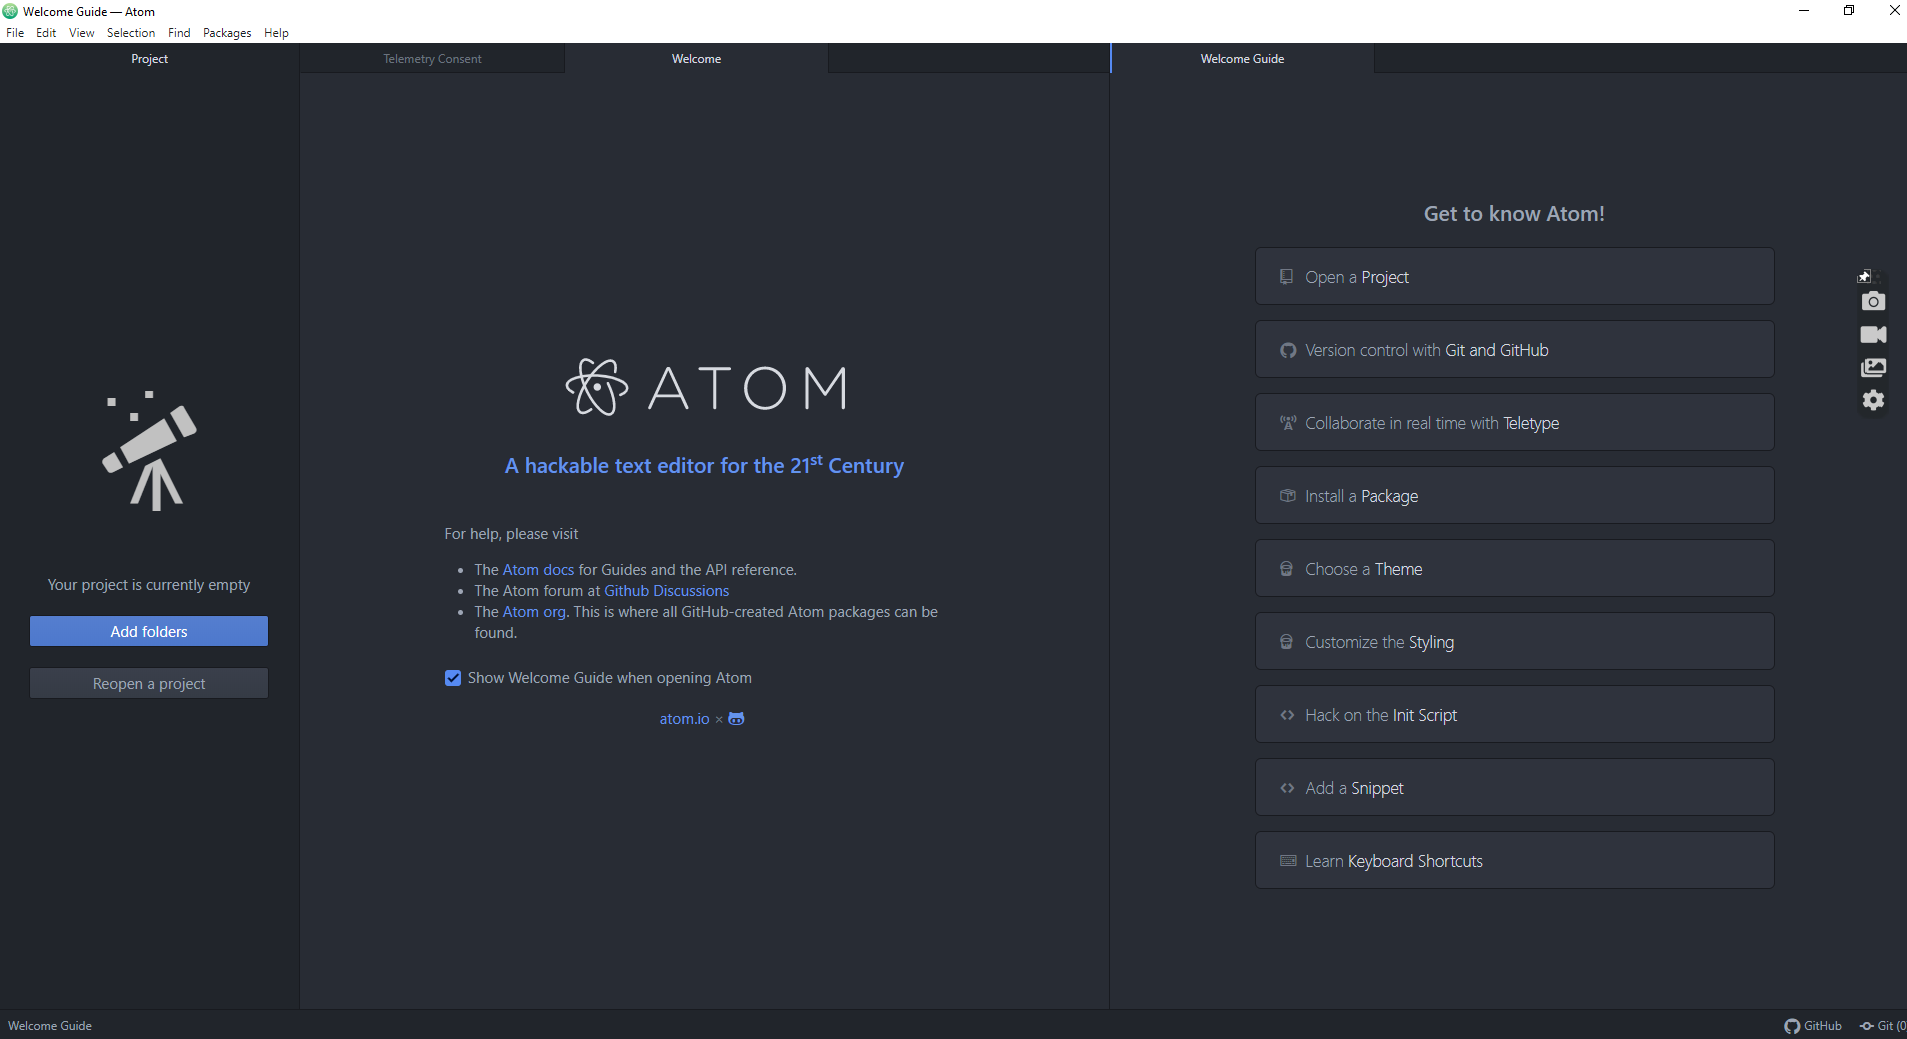 Welcome Guide — Atom
File Edit View Selection Find Packages Help
Project
Telemetry Consent
Welcome
Welcome Guide
Your project is currently empty
Add folders
Reopen a project
ATOM
A hackable text editor for the 21st Century
For help, please visit
• The Atom docs for Guides and the API reference.
• The Atom forum at Github Discussions
• The Atom org. This is where all GitHub-created Atom packages can be
found.
Show Welcome Guide when opening Atom
atom.io ×
Get to know Atom!
Open a Project
Version control with Git and GitHub
Collaborate in real time with Teletype
Install a Package
Choose a Theme
Customize the Styling
Hack on the Init Script
Add a Snippet
Learn Keyboard Shortcuts
Welcome Guide
GitHub
Git (0